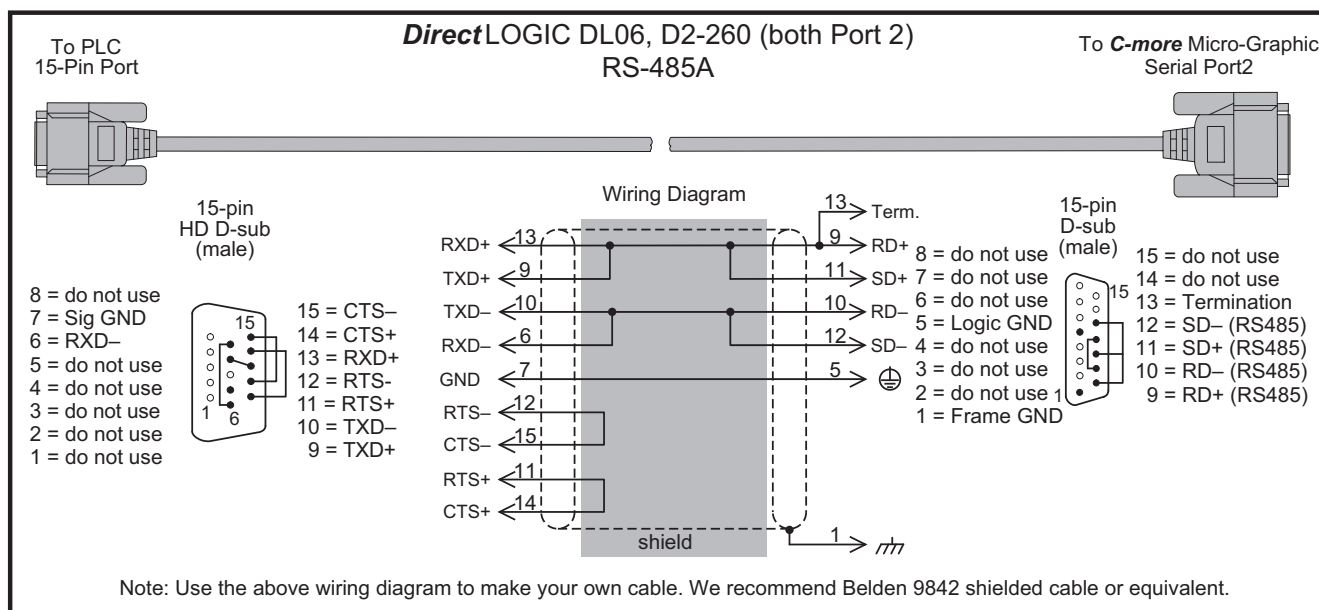 DirectLOGIC DL06, D2-260 (both Port 2)
RS-485A
To PLC
15-Pin Port
To C-more Micro-Graphic
Serial Port2
Wiring Diagram
15-pin
HD D-sub
(male)
8 = do not use
7 = Sig GND
6 = RXD–
5 = do not use
4 = do not use
3 = do not use
2 = do not use
1 = do not use
15
1
6
15 = CTS–
14 = CTS+
13 = RXD+
12 = RTS-
11 = RTS+
10 = TXD–
9 = TXD+
13 Term.
RXD+ 13 9 RD+
TXD+ 9 11 SD+
TXD– 10 10 RD–
RXD– 6 12 SD–
GND 7 5
RTS– 12
CTS– 15
RTS+ 11
CTS+ 14
shield
1
15-pin
D-sub
(male)
8 = do not use
7 = do not use
6 = do not use
5 = Logic GND
4 = do not use
3 = do not use
2 = do not use
1 = Frame GND
15
1
15 = do not use
14 = do not use
13 = Termination
12 = SD– (RS485)
11 = SD+ (RS485)
10 = RD– (RS485)
9 = RD+ (RS485)
Note: Use the above wiring diagram to make your own cable. We recommend Belden 9842 shielded cable or equivalent.